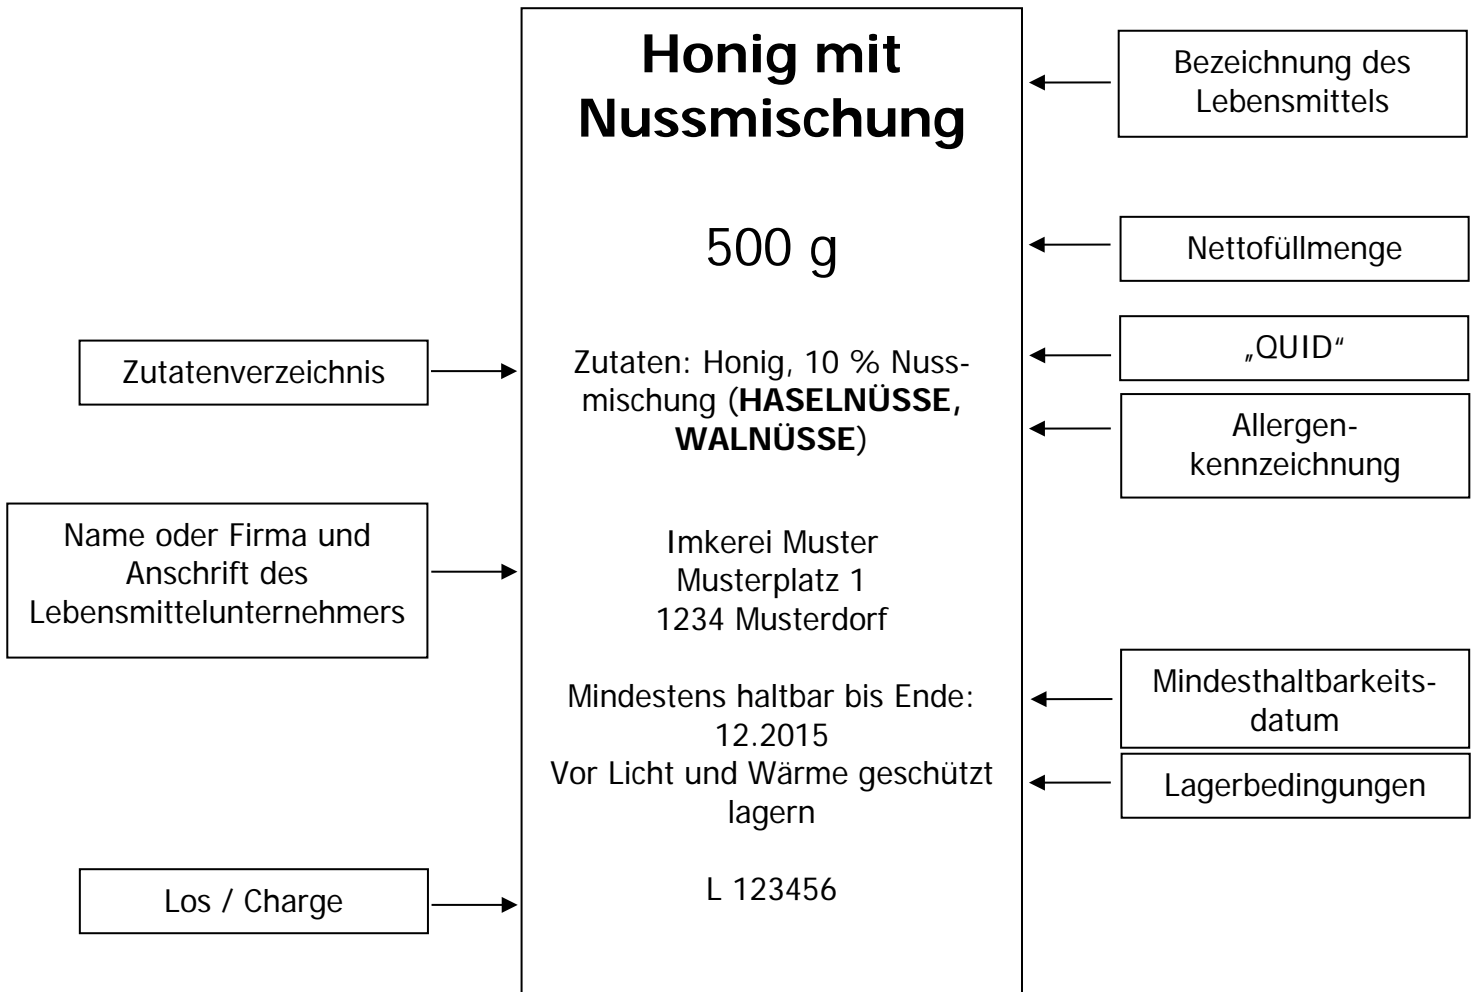 Honig mit
Nussmischung
Bezeichnung des
Lebensmittels
500 g
Nettofüllmenge
Zutatenverzeichnis
Zutaten: Honig, 10 % Nuss-
mischung (HASELNÜSSE,
WALNÜSSE)
„QUID“
Allergen-
kennzeichnung
Name oder Firma und
Anschrift des
Lebensmittelunternehmers
Imkerei Muster
Musterplatz 1
1234 Musterdorf
Mindestens haltbar bis Ende:
12.2015
Vor Licht und Wärme geschützt
lagern
Mindesthaltbarkeits-
datum
Lagerbedingungen
Los / Charge
L 123456